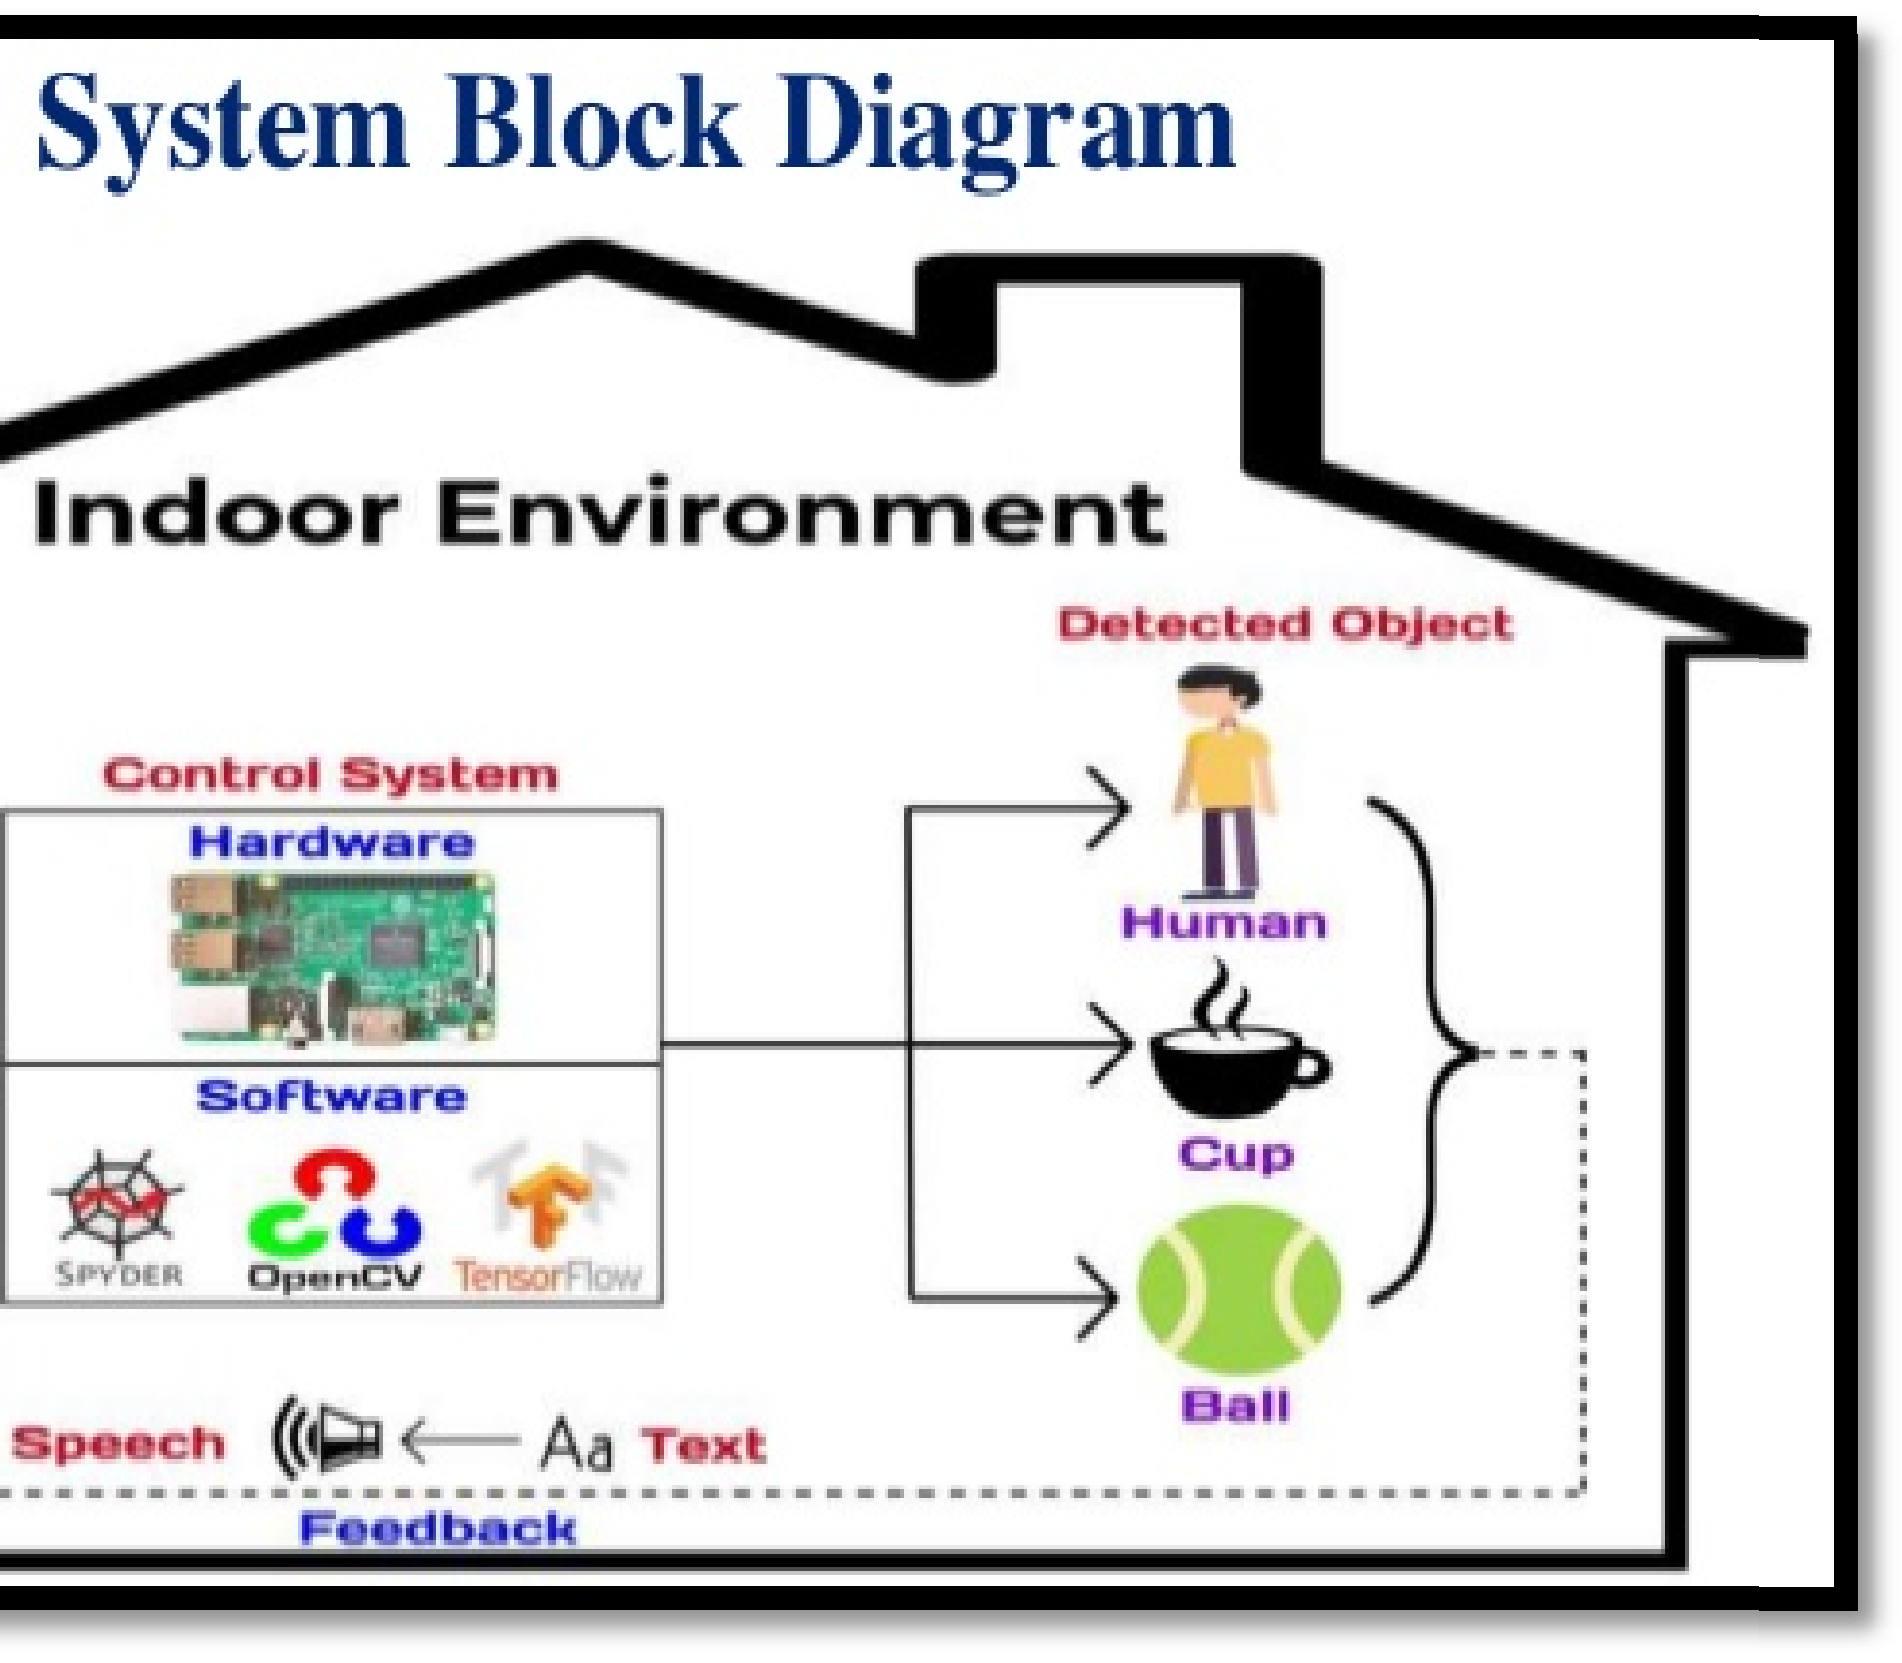 System Block Diagram
Indoor Environment
Detected Object
Control System
Hardware
Human
Software
Cup
SPYDER OpenCV TensorFlow
Ball
Speech Aa Text
Feedback